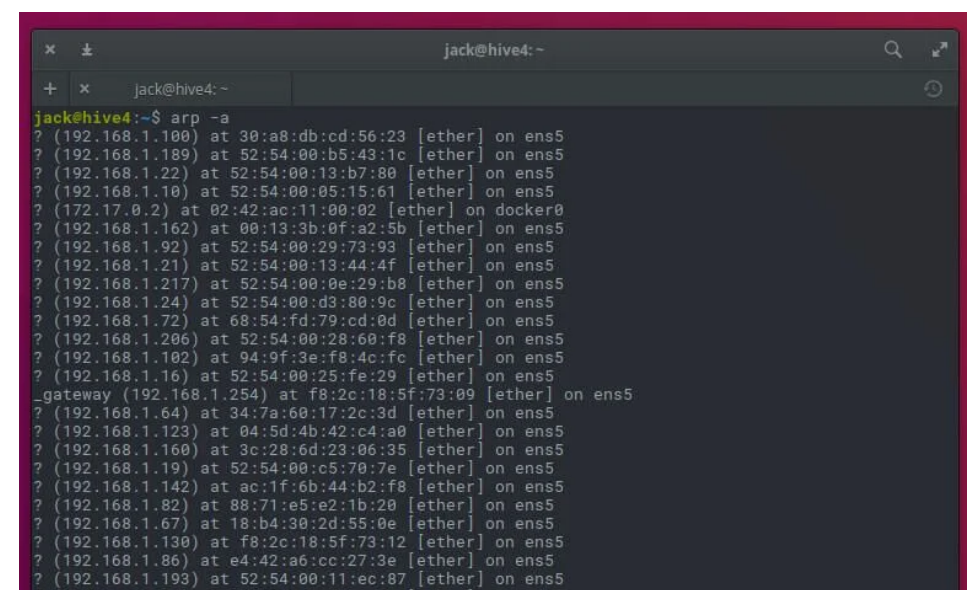 jack@hive4: ~
jack@hive4: ~
jack@hive4:~$ arp -a
? (192.168.1.100) at 30:a8:db:cd:56:23 [ether] on ens5
? (192.168.1.189) at 52:54:00:b5:43:1c [ether] on ens5
? (192.168.1.22) at 52:54:00:13:b7:80 [ether] on ens5
? (192.168.1.10) at 52:54:00:05:15:61 [ether] on ens5
? (172.17.0.2) at 02:42:ac:11:00:02 [ether] on docker0
? (192.168.1.162) at 00:13:3b:0f:a2:5b [ether] on ens5
? (192.168.1.92) at 52:54:00:29:73:93 [ether] on ens5
? (192.168.1.21) at 52:54:00:13:44:4f [ether] on ens5
? (192.168.1.217) at 52:54:00:0e:29:b8 [ether] on ens5
? (192.168.1.24) at 52:54:00:d3:80:9c [ether] on ens5
? (192.168.1.72) at 68:54:fd:79:cd:0d [ether] on ens5
? (192.168.1.206) at 52:54:00:28:60:f8 [ether] on ens5
? (192.168.1.102) at 94:9f:3e:f8:4c:fc [ether] on ens5
? (192.168.1.16) at 52:54:00:25:fe:29 [ether] on ens5
_gateway (192.168.1.254) at f8:2c:18:5f:73:09 [ether] on ens5
? (192.168.1.64) at 34:7a:60:17:2c:3d [ether] on ens5
? (192.168.1.123) at 04:5d:4b:42:c4:a0 [ether] on ens5
? (192.168.1.160) at 3c:28:6d:23:06:35 [ether] on ens5
? (192.168.1.19) at 52:54:00:c5:70:7e [ether] on ens5
? (192.168.1.142) at ac:1f:6b:44:b2:f8 [ether] on ens5
? (192.168.1.82) at 88:71:e5:e2:1b:20 [ether] on ens5
? (192.168.1.67) at 18:b4:30:2d:55:0e [ether] on ens5
? (192.168.1.130) at f8:2c:18:5f:73:12 [ether] on ens5
? (192.168.1.86) at e4:42:a6:cc:27:3e [ether] on ens5
? (192.168.1.193) at 52:54:00:11:ec:87 [ether] on ens5